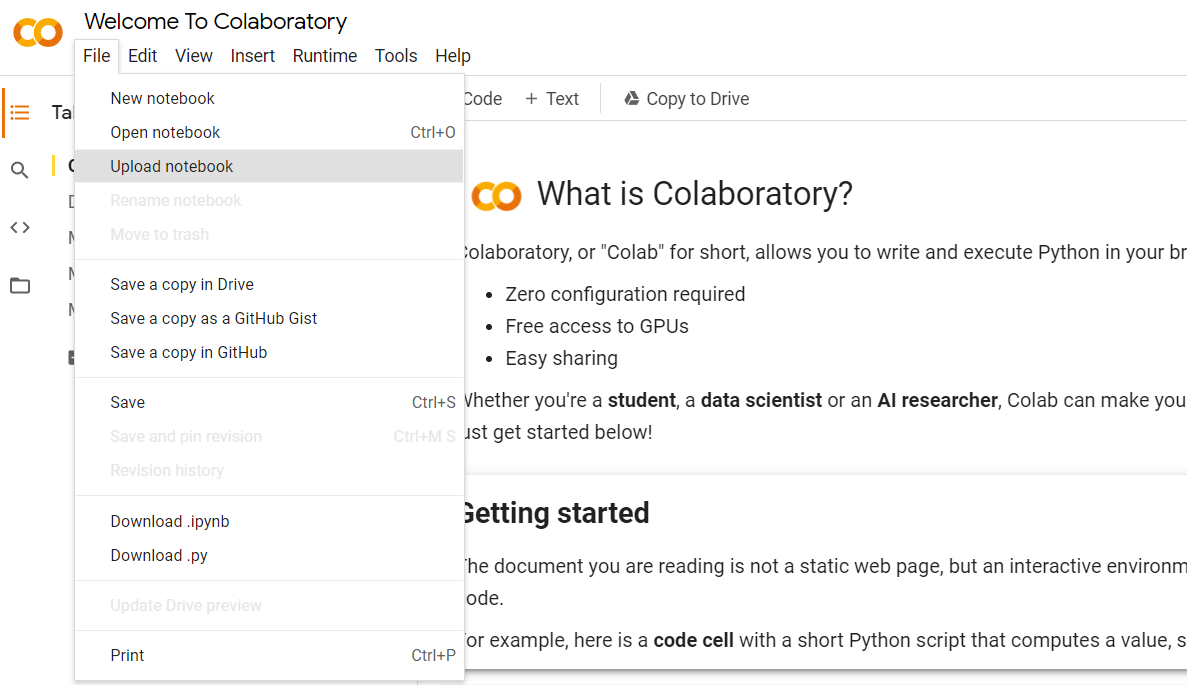 Welcome To Colaboratory
File Edit View Insert Runtime Tools Help
Code + Text Copy to Drive
New notebook
Open notebook Ctrl+O
Upload notebook
Rename notebook
Move to trash
Save a copy in Drive
Save a copy as a GitHub Gist
Save a copy in GitHub
Save Ctrl+S
Save and pin revision Ctrl+M S
Revision history
Download .ipynb
Download .py
Update Drive preview
Print Ctrl+P
What is Colaboratory?
Colaboratory, or "Colab" for short, allows you to write and execute Python in your
• Zero configuration required
• Free access to GPUs
• Easy sharing
Whether you're a student, a data scientist or an AI researcher, Colab can make you
ust get started below!
Getting started
The document you are reading is not a static web page, but an interactive
ode.
For example, here is a code cell with a short Python script that computes a value,